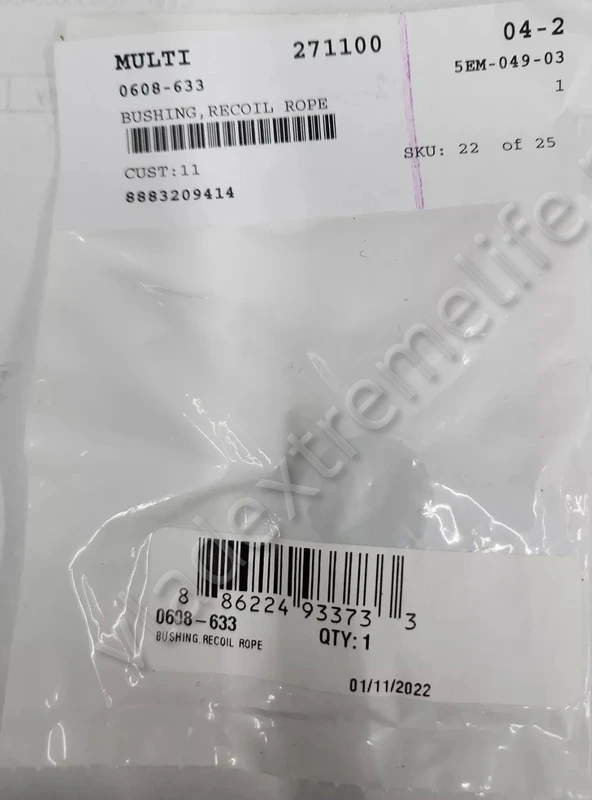 MULTI 271100 04-2
0608-633 5EM-049-03
BUSHING,RECOIL ROPE 1
CUST:11 SKU: 22 of 25
8883209414
8 86224 93373 3
0608-633 QTY: 1
BUSHING,RECOIL ROPE
01/11/2022